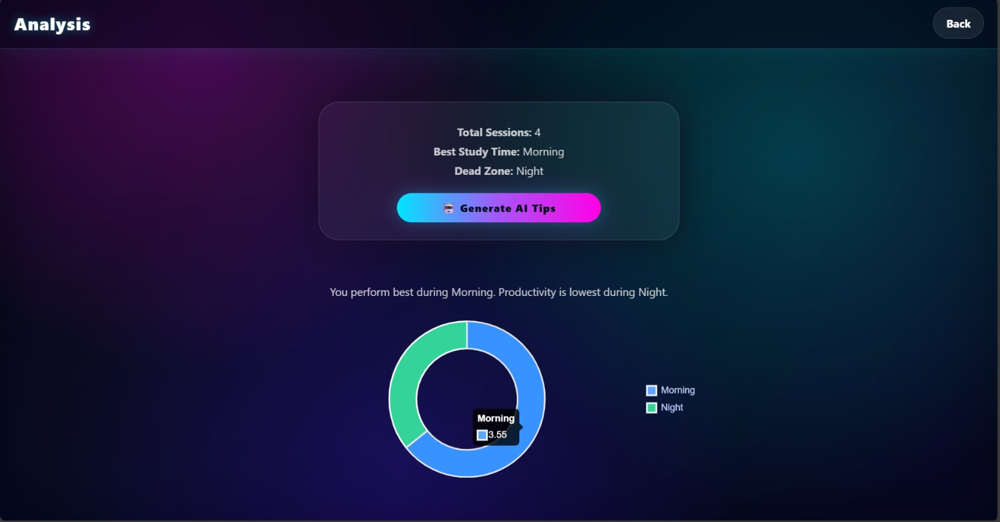 Analysis
Back
Total Sessions: 4
Best Study Time: Morning
Dead Zone: Night
🤖 Generate AI Tips
You perform best during Morning. Productivity is lowest during Night.
Morning
3.55
Morning
Night